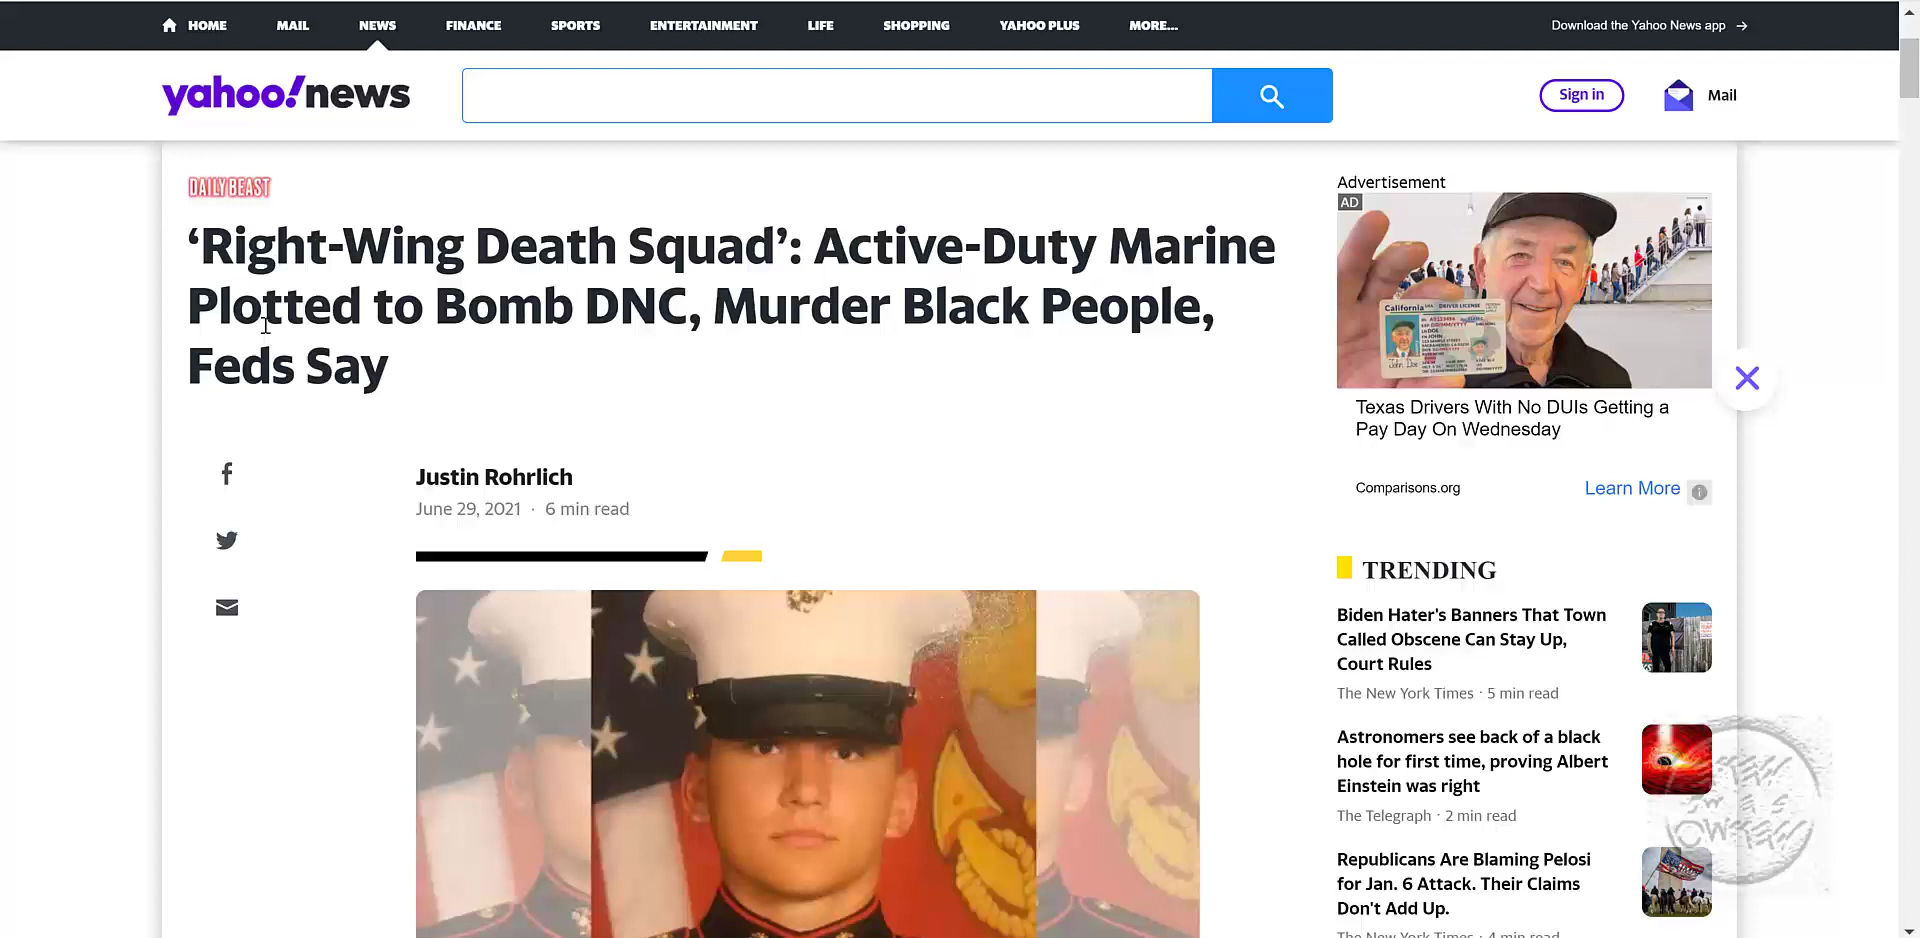 HOME MAIL NEWS FINANCE SPORTS ENTERTAINMENT LIFE SHOPPING YAHOO PLUS MORE... Download the Yahoo News app →
yahoo!news
Sign in
Mail
DAILY BEAST
‘Right-Wing Death Squad’: Active-Duty Marine
Plotted to Bomb DNC, Murder Black People,
Feds Say
Justin Rohrlich
June 29, 2021 · 6 min read
Advertisement
AD
California
DRIVER LICENSE
John Doe
Texas Drivers With No DUIs Getting a
Pay Day On Wednesday
Comparisons.org
Learn More
TRENDING
Biden Hater's Banners That Town
Called Obscene Can Stay Up,
Court Rules
The New York Times · 5 min read
Astronomers see back of a black
hole for first time, proving Albert
Einstein was right
The Telegraph · 2 min read
Republicans Are Blaming Pelosi
for Jan. 6 Attack. Their Claims
Don't Add Up.
The New York Times · 4 min read